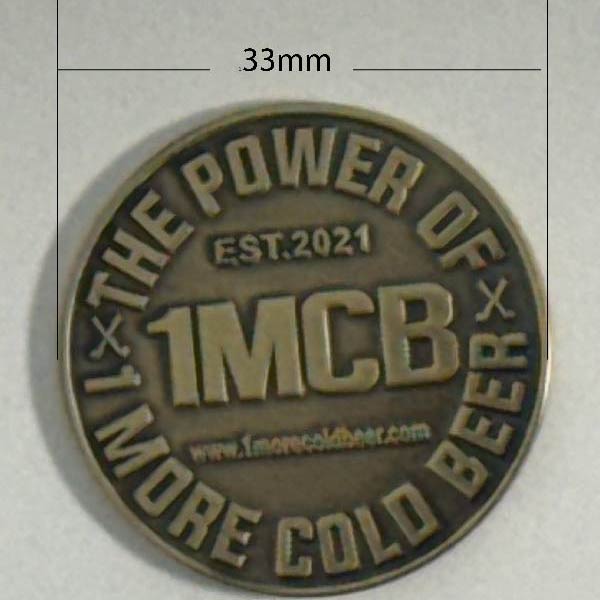 33mm
THE POWER OF
EST.2021
1MCB
www.1morecoldbeer.com
1 MORE COLD BEER